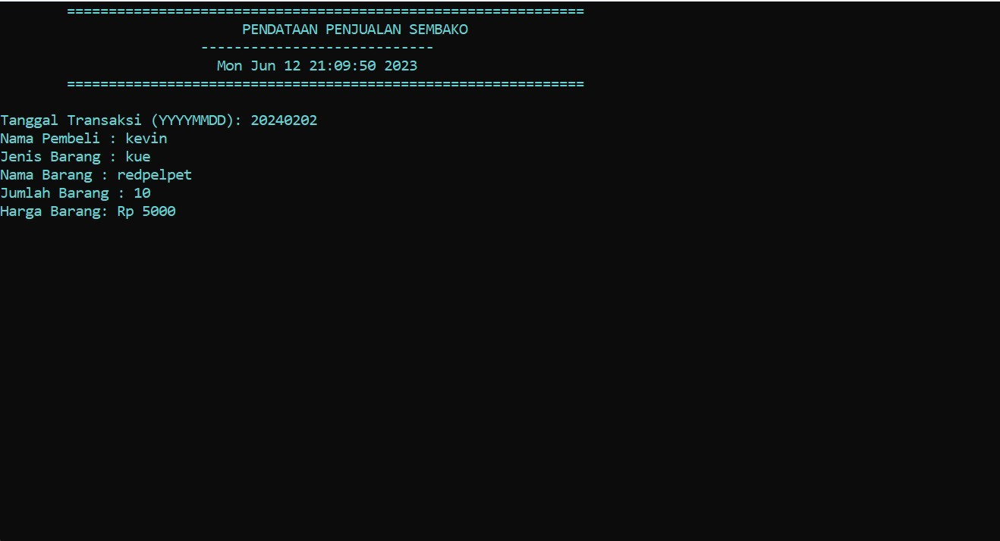 ==============================================================
PENDATAAN PENJUALAN SEMBAKO
----------------------------
Mon Jun 12 21:09:50 2023
==============================================================
Tanggal Transaksi (YYYYMMDD): 20240202
Nama Pembeli : kevin
Jenis Barang : kue
Nama Barang : redpelpet
Jumlah Barang : 10
Harga Barang: Rp 5000